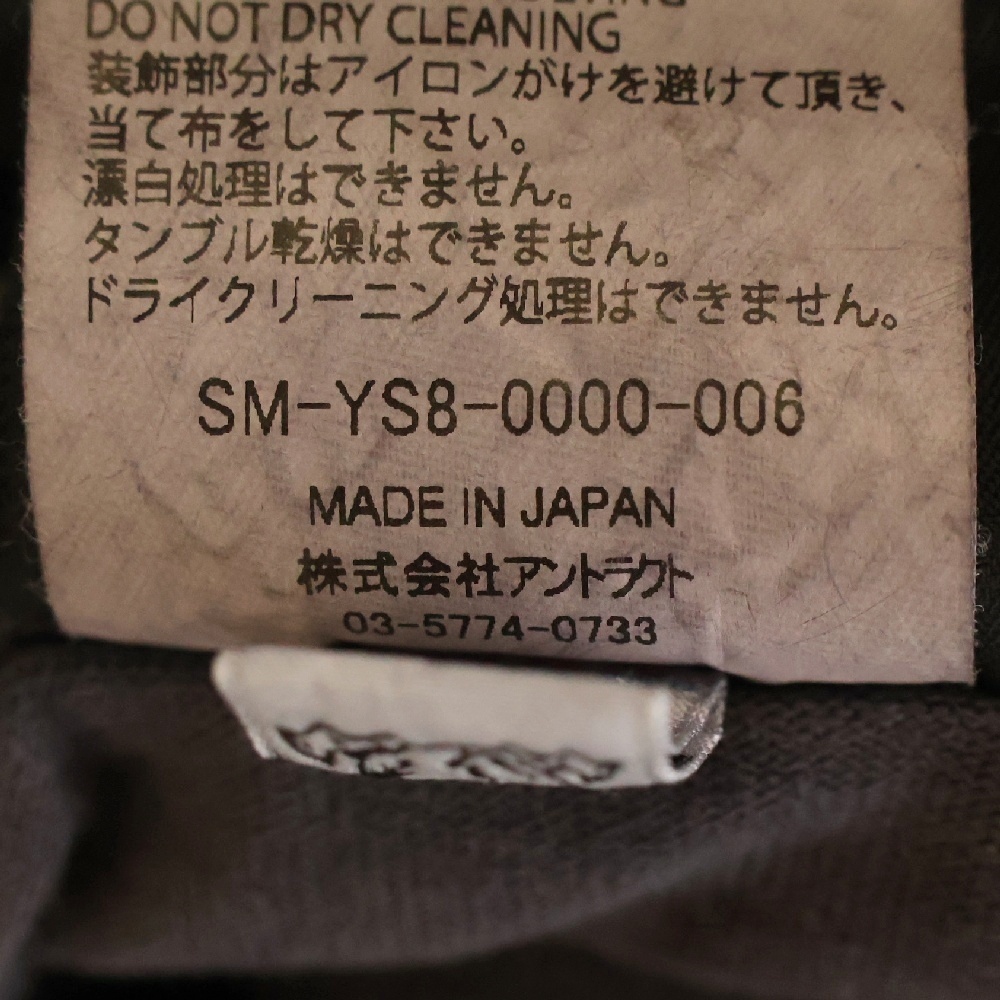 DO NOT DRY CLEANING
装飾部分はアイロンがけを避けて頂き、
当て布をして下さい。
漂白処理はできません。
タンブル乾燥はできません。
ドライクリーニング処理はできません。
SM-YS8-0000-006
MADE IN JAPAN
株式会社アントラクト
03-5774-0733